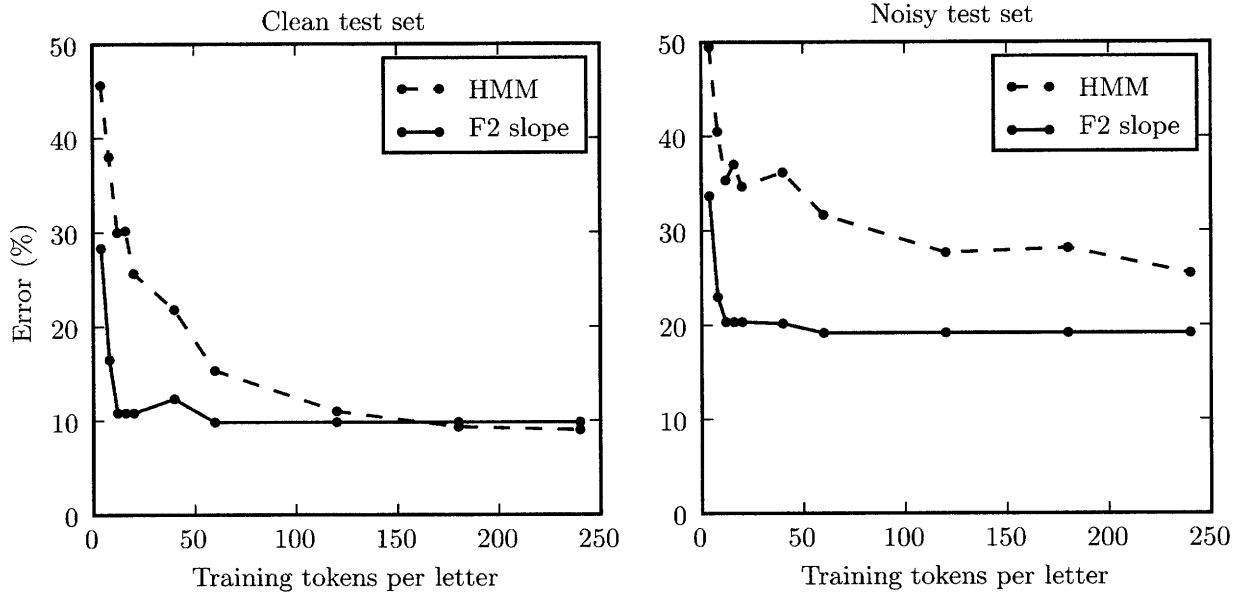 Clean test set
50
40
30
20
10
0
Error (%)
HMM
F2 slope
0 50 100 150 200 250
Training tokens per letter
Noisy test set
50
40
30
20
10
0
HMM
F2 slope
0 50 100 150 200 250
Training tokens per letter